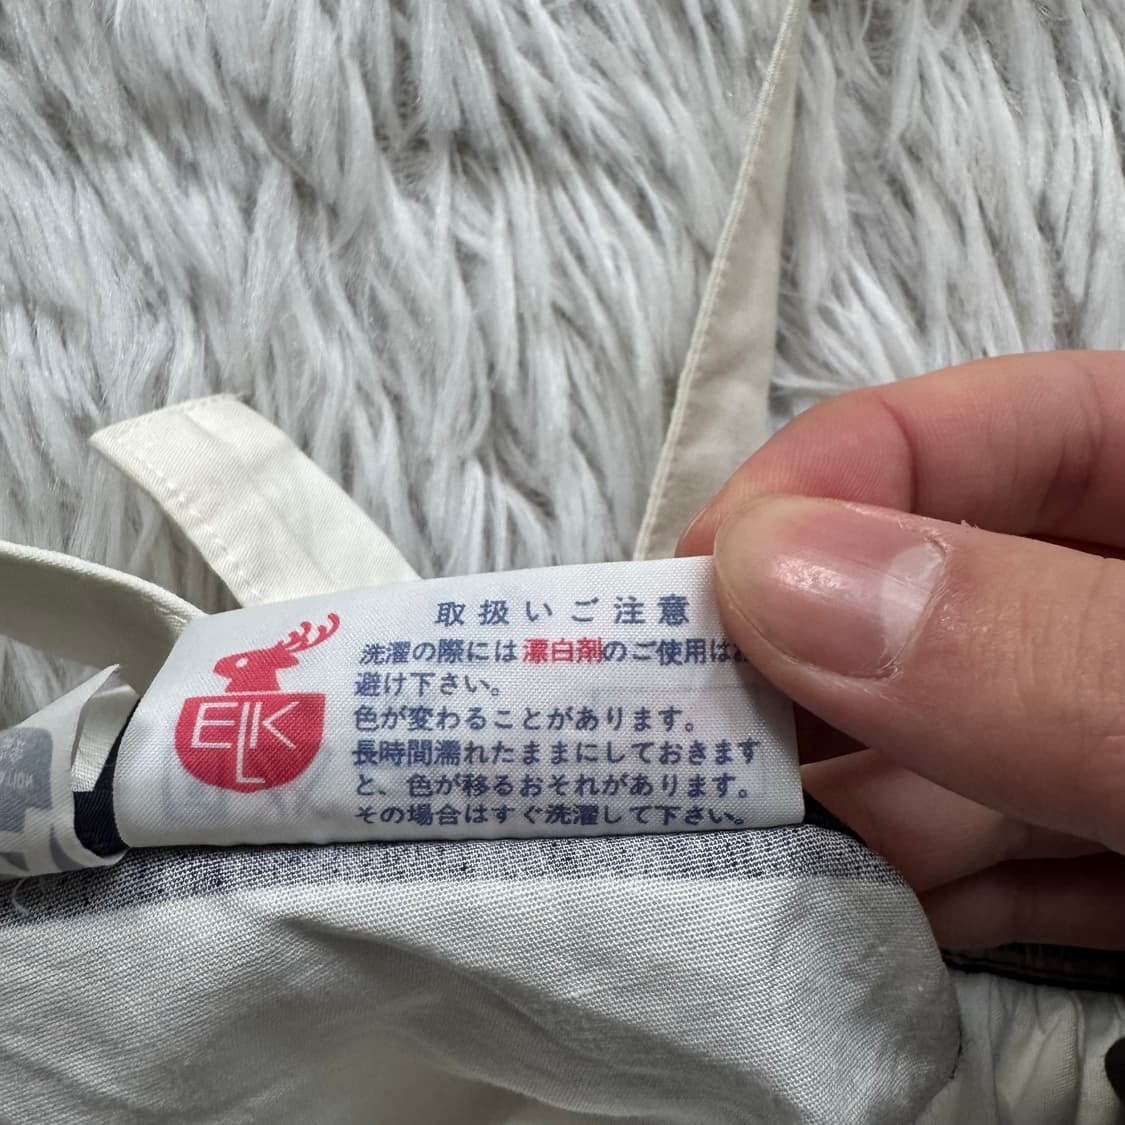 取扱いご注意
洗濯の際には漂白剤のご使用はお
避け下さい。
色が変わることがあります。
長時間濡れたままにしておきます
と、色が移るおそれがあります。
その場合はすぐ洗濯して下さい。
ELK